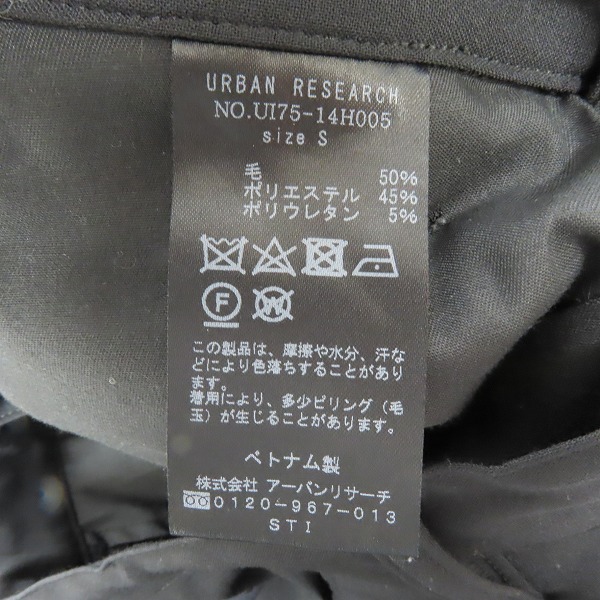 URBAN RESEARCH
NO.UI75-14H005
size S
毛 50%
ポリエステル 45%
ポリウレタン 5%
F
W
この製品は、摩擦や水分、汗な
どにより色落ちすることがあり
ます。
着用により、多少ピリング(毛
玉)が生じることがあります。
ベトナム製
株式会社 アーバンリサーチ
0120-967-013
STI